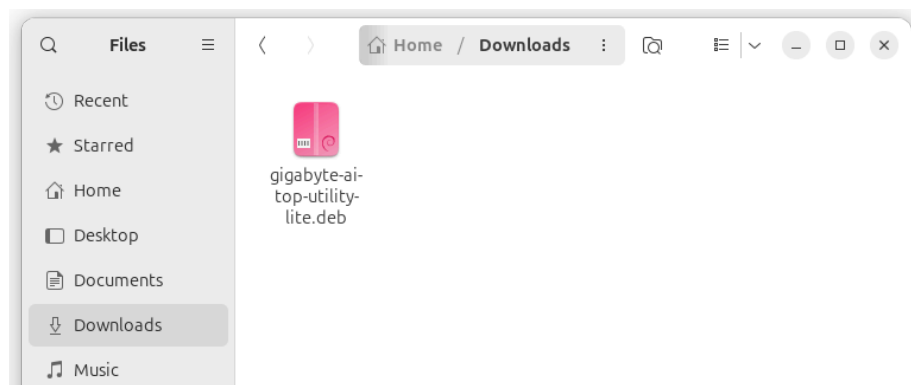 Files
Home / Downloads
Recent
Starred
Home
Desktop
Documents
Downloads
Music
gigabyte-ai-
top-utility-
lite.deb